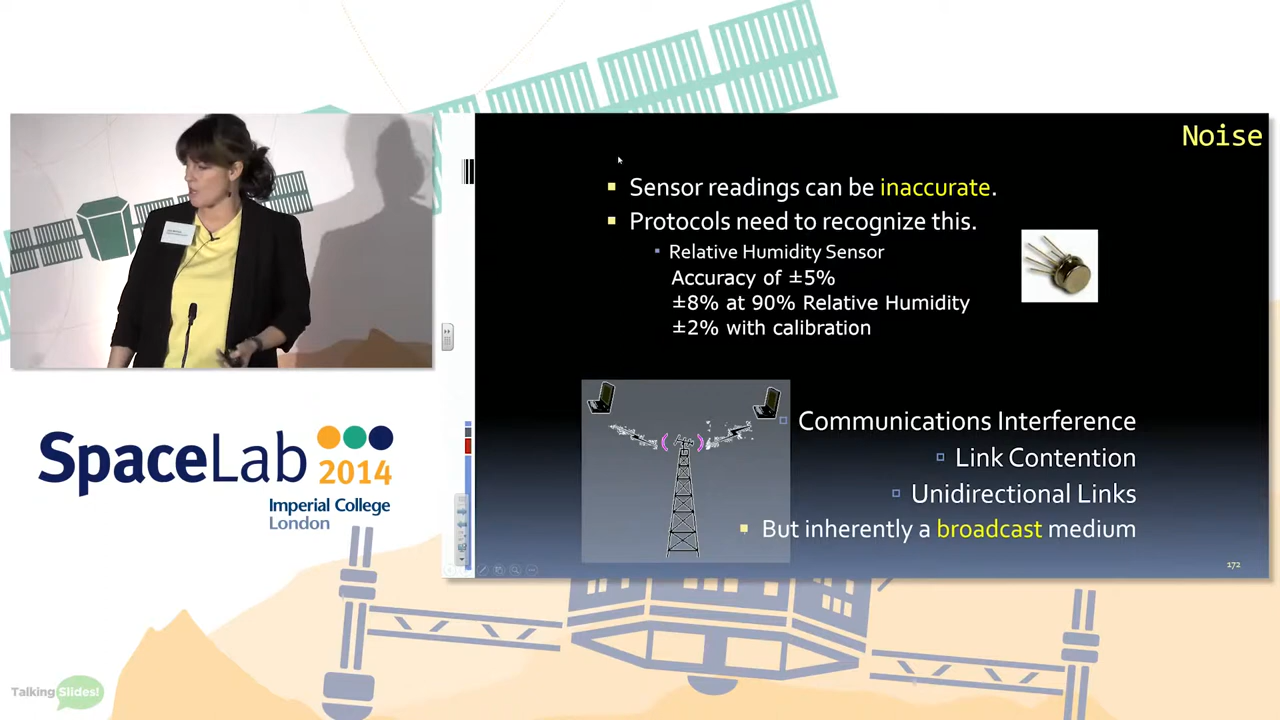 Noise
Sensor readings can be inaccurate.
Protocols need to recognize this.
Relative Humidity Sensor
Accuracy of ±5%
±8% at 90% Relative Humidity
±2% with calibration
Communications Interference
Link Contention
Unidirectional Links
But inherently a broadcast medium
172
SpaceLab 2014
Imperial College
London
Talking Slides!